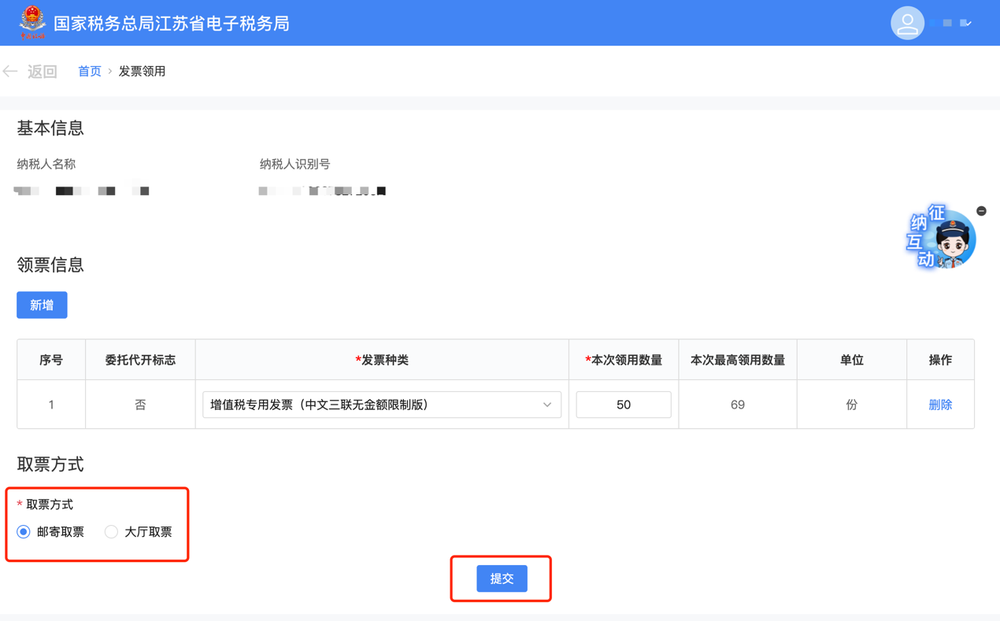 国家税务总局江苏省电子税务局
返回 首页 > 发票领用
基本信息
纳税人名称 纳税人识别号
征
纳
互
动
领票信息
新增
序号 委托代开标志 *发票种类 *本次领用数量 本次最高领用数量 单位 操作
1 否 增值税专用发票（中文三联无金额限制版） 50 69 份 删除
取票方式
* 取票方式
邮寄取票 大厅取票
提交